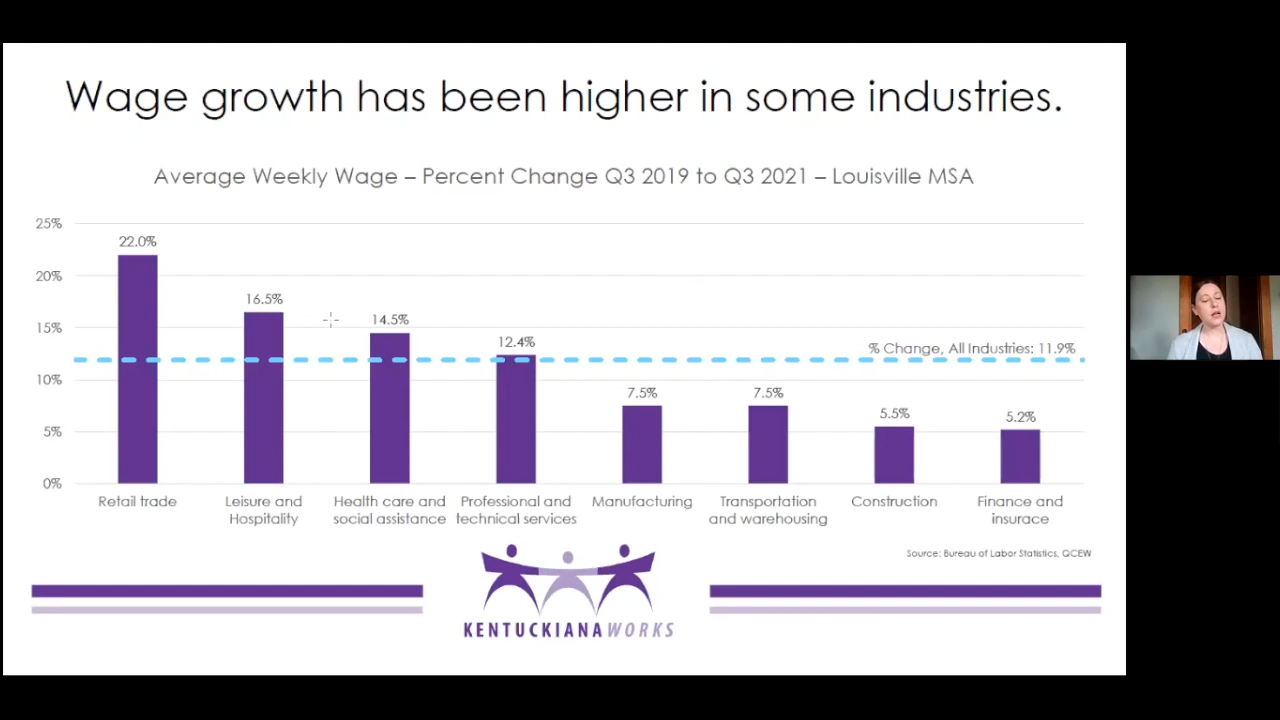 Wage growth has been higher in some industries.
Average Weekly Wage – Percent Change Q3 2019 to Q3 2021 – Louisville MSA
25%
20%
15%
10%
5%
0%
22.0%
16.5%
14.5%
12.4%
7.5%
7.5%
5.5%
5.2%
% Change, All Industries: 11.9%
Retail trade
Leisure and
Hospitality
Health care and
social assistance
Professional and
technical services
Manufacturing
Transportation
and warehousing
Construction
Finance and
insurace
Source: Bureau of Labor Statistics, QCEW
KENTUCKIANAWORKS